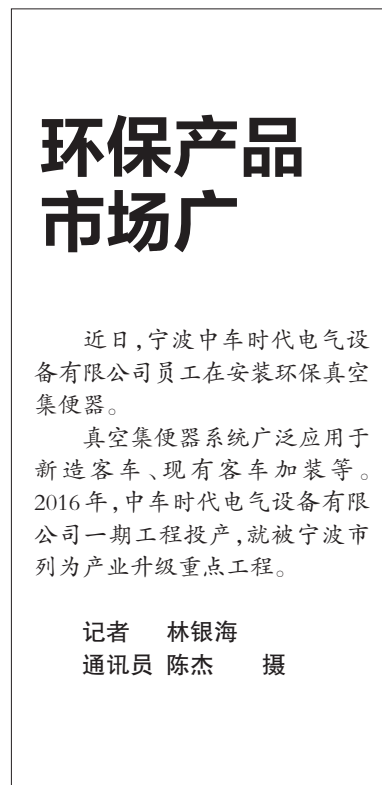 环保产品
市场广
近日,宁波中车时代电气设
备有限公司员工在安装环保真空
集便器。
真空集便器系统广泛应用于
新造客车、现有客车加装等。
2016年,中车时代电气设备有限
公司一期工程投产,就被宁波市
列为产业升级重点工程。
记者 林银海
通讯员 陈杰 摄